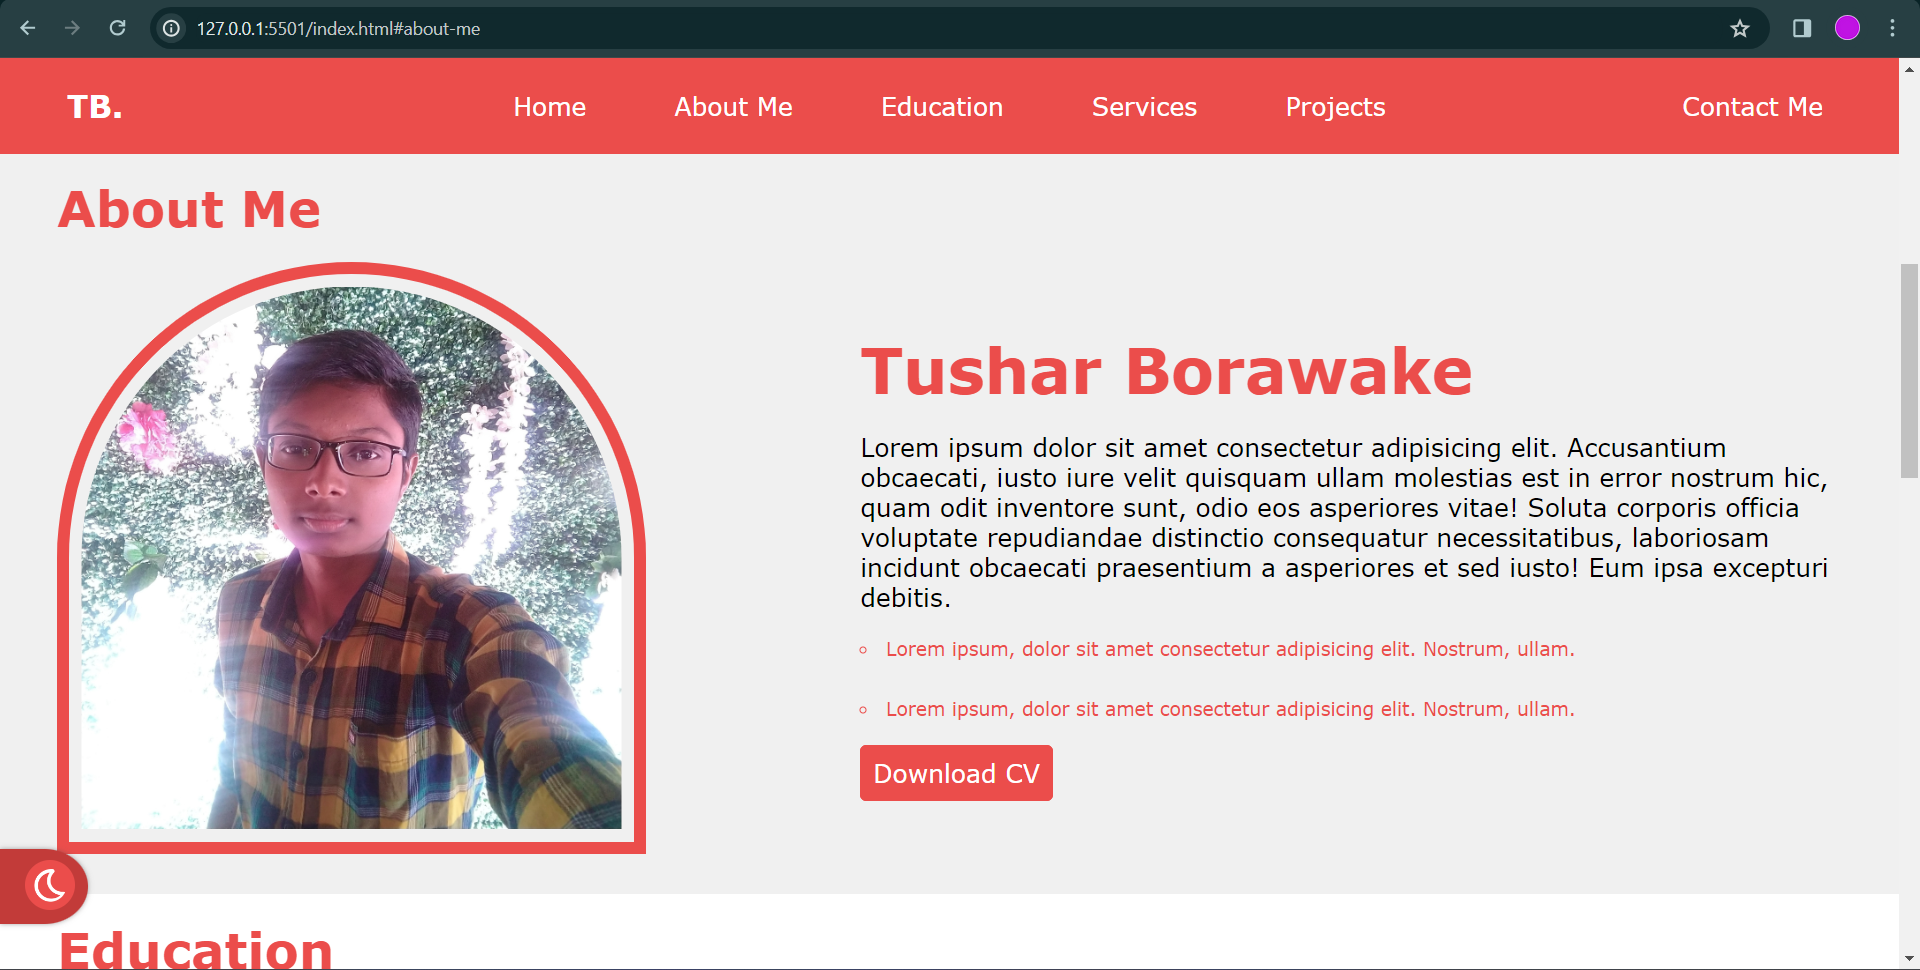 127.0.0.1:5501/index.html#about-me
TB. Home About Me Education Services Projects Contact Me
About Me
Tushar Borawake
Lorem ipsum dolor sit amet consectetur adipisicing elit. Accusantium
obcaecati, iusto iure velit quisquam ullam molestias est in error nostrum hic,
quam odit inventore sunt, odio eos asperiores vitae! Soluta corporis officia
voluptate repudiandae distinctio consequatur necessitatibus, laboriosam
incidunt obcaecati praesentium a asperiores et sed iusto! Eum ipsa excepturi
debitis.
Lorem ipsum, dolor sit amet consectetur adipisicing elit. Nostrum, ullam.
Lorem ipsum, dolor sit amet consectetur adipisicing elit. Nostrum, ullam.
Download CV
Education